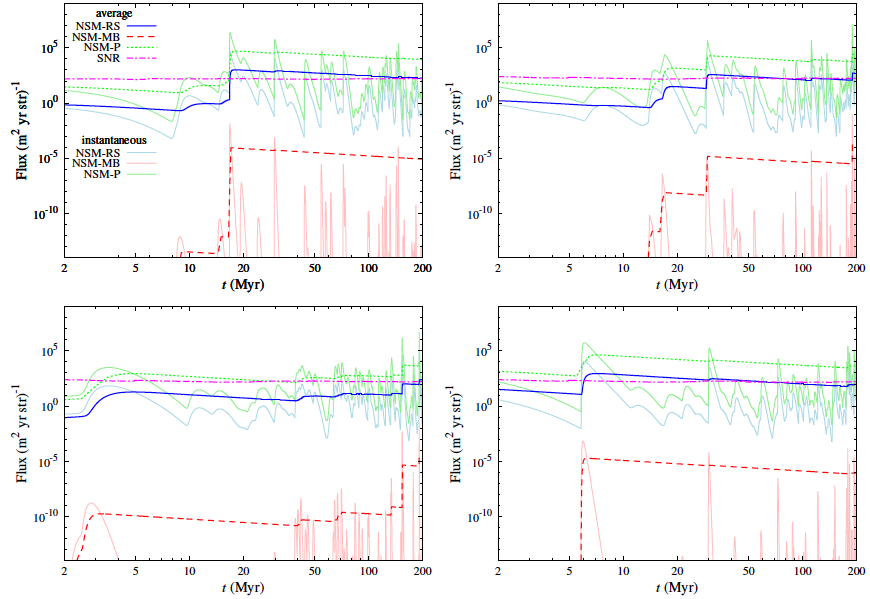 average
NSM-RS
NSM-MB
NSM-P
SNR
instantaneous
NSM-RS
NSM-MB
NSM-P
Flux (m² yr str)⁻¹
10⁵
10⁰
10⁻⁵
10⁻¹⁰
2 5 10 20 50 100 200
t (Myr)
Flux (m² yr str)⁻¹
10⁵
10⁰
10⁻⁵
10⁻¹⁰
2 5 10 20 50 100 200
t (Myr)
Flux (m² yr str)⁻¹
10⁵
10⁰
10⁻⁵
10⁻¹⁰
2 5 10 20 50 100 200
t (Myr)
Flux (m² yr str)⁻¹
10⁵
10⁰
10⁻⁵
10⁻¹⁰
2 5 10 20 50 100 200
t (Myr)